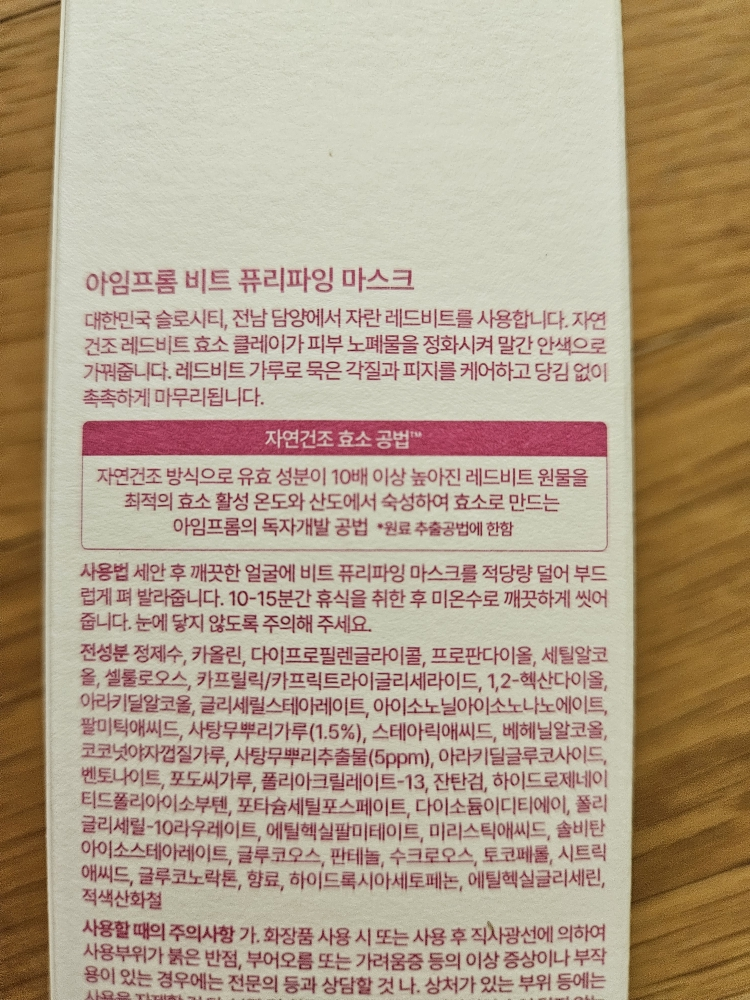 아임프롬 비트 퓨리파잉 마스크
대한민국 슬로시티, 전남 담양에서 자란 레드비트를 사용합니다. 자연
건조 레드비트 효소 클레이가 피부 노폐물을 정화시켜 말간 안색으로
가꿔줍니다. 레드비트 가루로 묵은 각질과 피지를 케어하고 당김 없이
촉촉하게 마무리됩니다.
자연건조 효소 공법™
자연건조 방식으로 유효 성분이 10배 이상 높아진 레드비트 원물을
최적의 효소 활성 온도와 산도에서 숙성하여 효소로 만드는
아임프롬의 독자개발 공법 *원료 추출공법에 한함
사용법 세안 후 깨끗한 얼굴에 비트 퓨리파잉 마스크를 적당량 덜어 부드
럽게 펴 발라줍니다. 10-15분간 휴식을 취한 후 미온수로 깨끗하게 씻어
줍니다. 눈에 닿지 않도록 주의해 주세요.
전성분 정제수, 카올린, 다이프로필렌글라이콜, 프로판다이올, 세틸알코
올, 셀룰로오스, 카프릴릭/카프릭트라이글리세라이드, 1,2-헥산다이올,
아라키딜알코올, 글리세릴스테아레이트, 아이소노닐아이소노나노에이트,
팔미틱애씨드, 사탕무뿌리가루(1.5%), 스테아릭애씨드, 베헤닐알코올,
코코넛야자껍질가루, 사탕무뿌리추출물(5ppm), 아라키딜글루코사이드,
벤토나이트, 포도씨가루, 폴리아크릴레이트-13, 잔탄검, 하이드로제네이
티드폴리아이소부텐, 포타슘세틸포스페이트, 다이소듐이디티에이, 폴리
글리세릴-10라우레이트, 에틸헥실팔미테이트, 미리스틱애씨드, 솔비탄
아이소스테아레이트, 글루코오스, 판테놀, 수크로오스, 토코페롤, 시트릭
애씨드, 글루코노락톤, 향료, 하이드록시아세토페논, 에틸헥실글리세린,
적색산화철
사용할 때의 주의사항 가. 화장품 사용 시 또는 사용 후 직사광선에 의하여
사용부위가 붉은 반점, 부어오름 또는 가려움증 등의 이상 증상이나 부작
용이 있는 경우에는 전문의 등과 상담할 것 나. 상처가 있는 부위 등에는
사용을 자제할 것